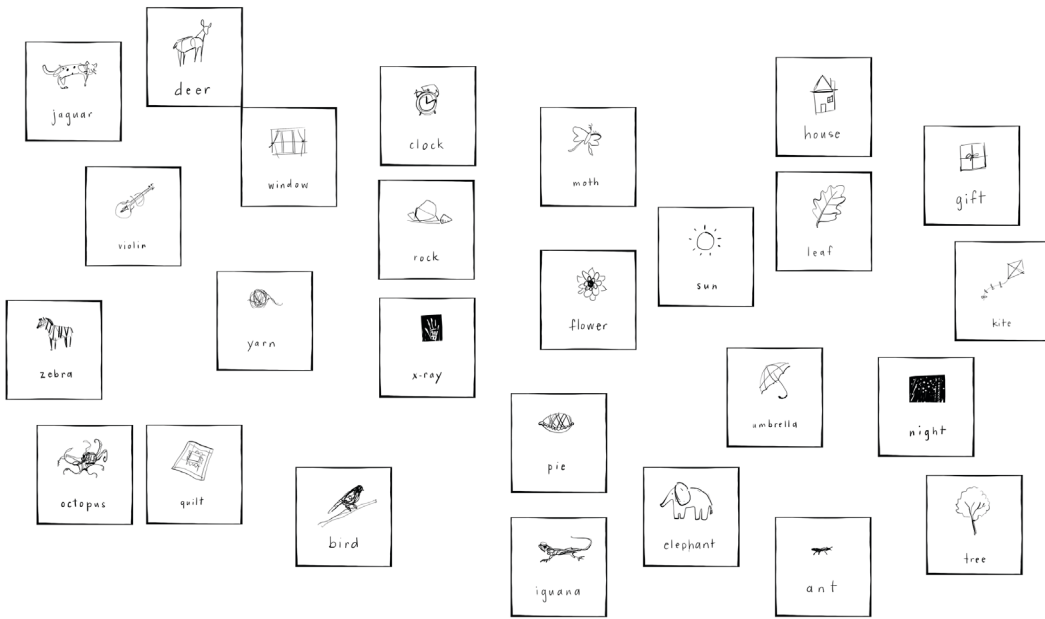 deer
jaguar
window
clock
moth
house
gift
violin
rock
sun
leaf
kite
yarn
flower
zebra
x-ray
umbrella
night
pie
octopus
quilt
bird
elephant
tree
iguana
ant